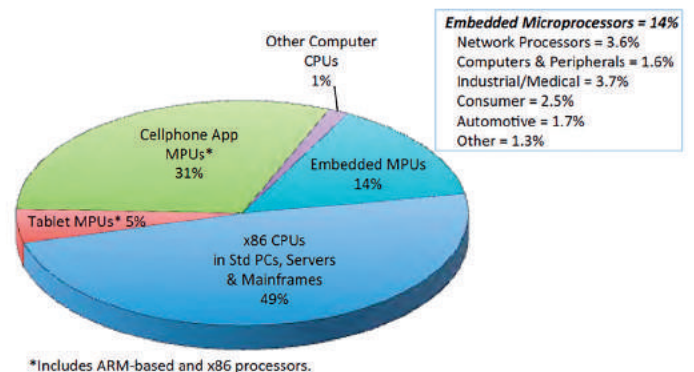 Embedded Microprocessors = 14%
Network Processors = 3.6%
Computers & Peripherals = 1.6%
Industrial/Medical = 3.7%
Consumer = 2.5%
Automotive = 1.7%
Other = 1.3%
Other Computer
CPUs
1%
Cellphone App
MPUs*
31%
Embedded MPUs
14%
Tablet MPUs* 5%
x86 CPUs
in Std PCs, Servers
& Mainframes
49%
*Includes ARM-based and x86 processors.